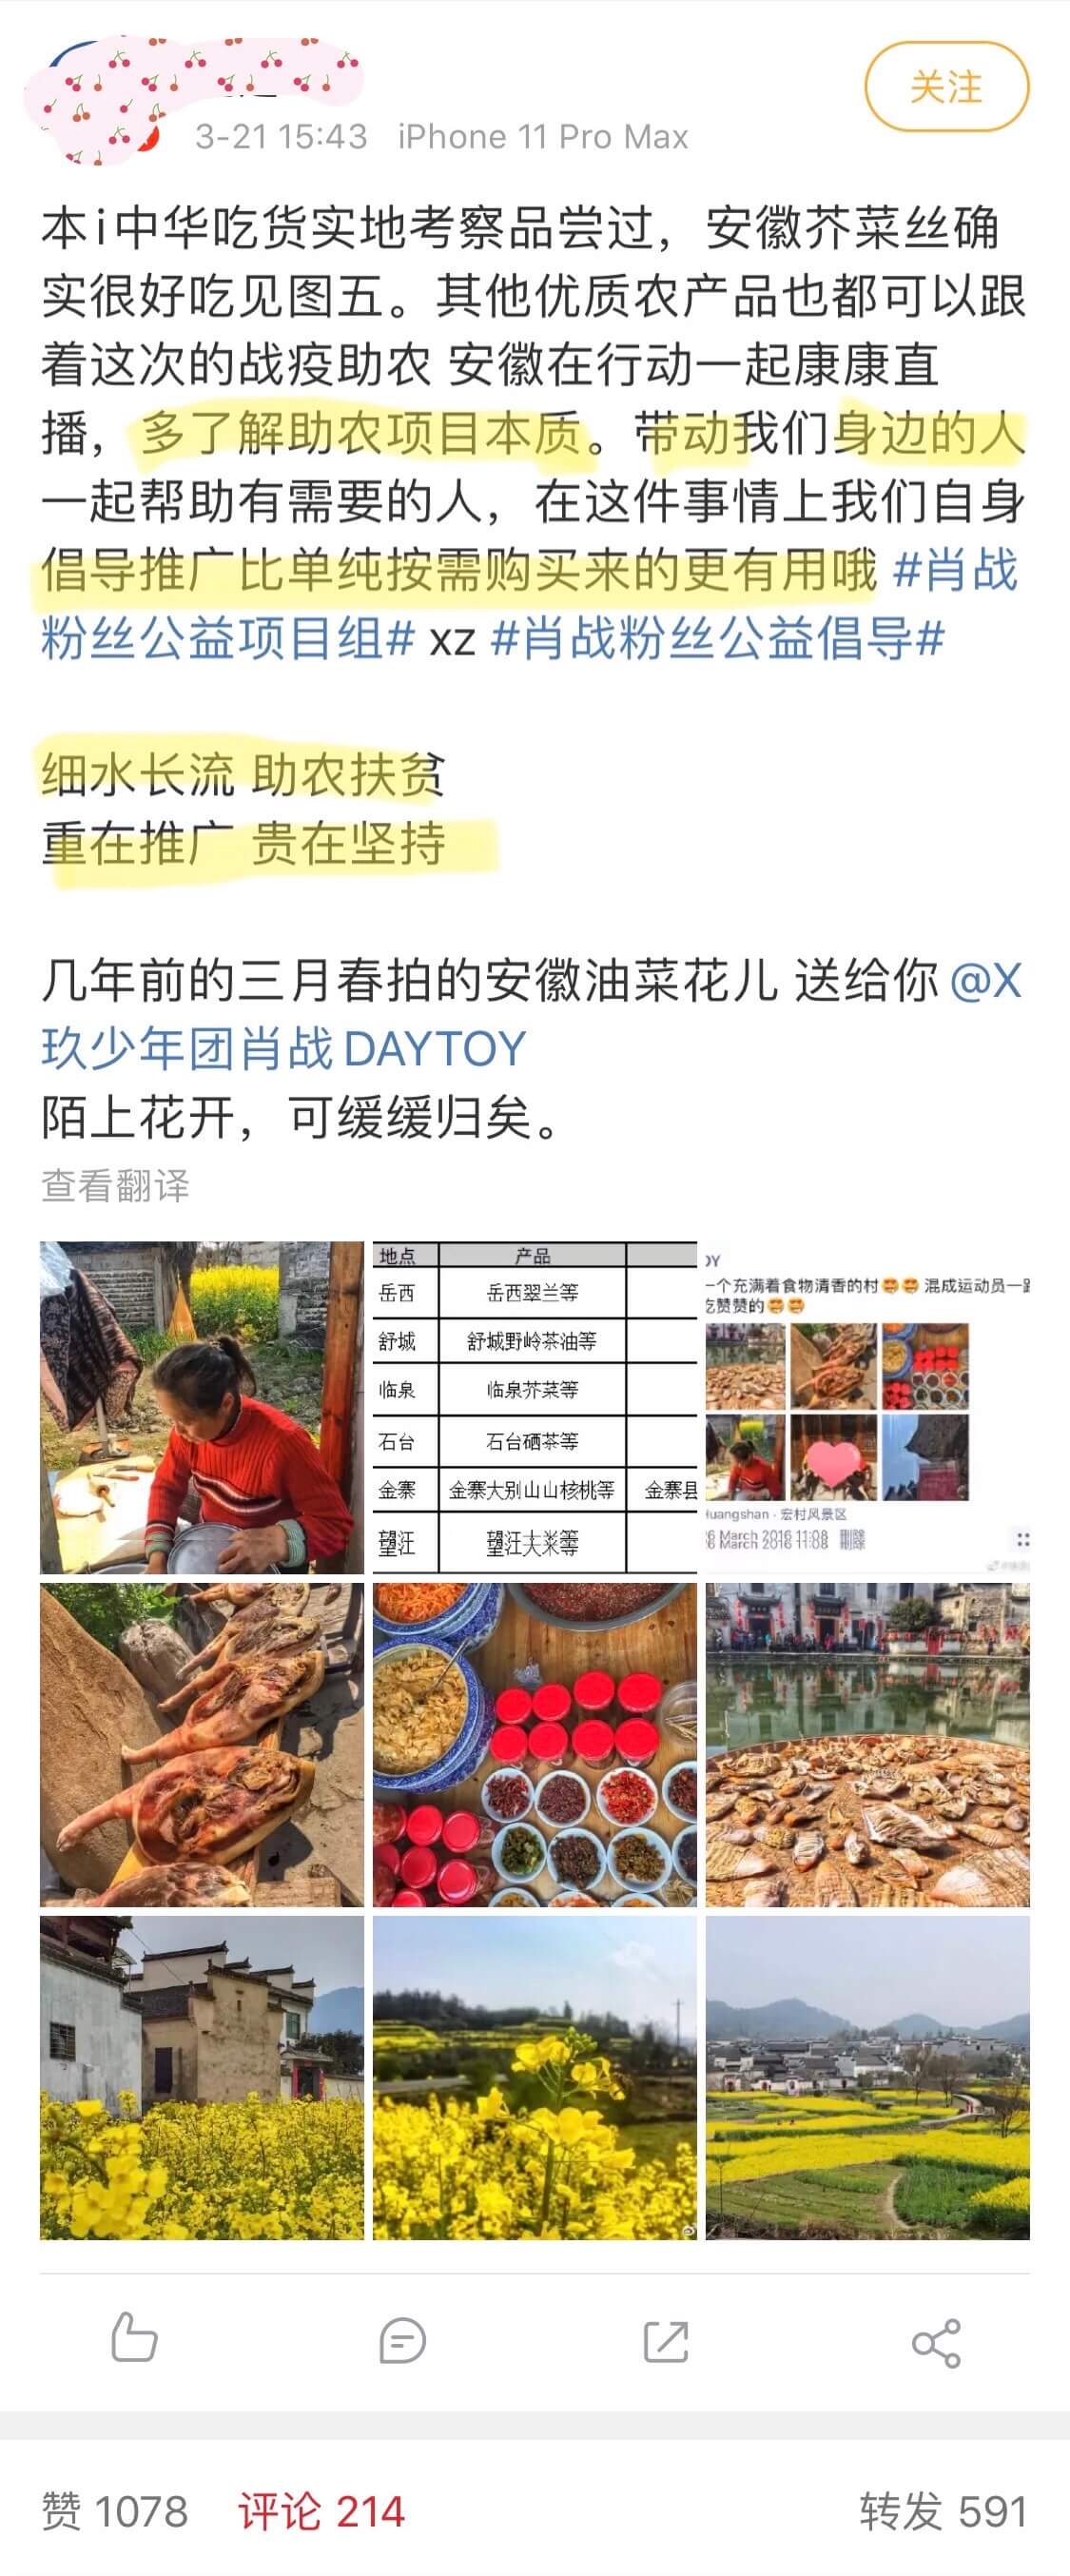 关注
3-21 15:43 iPhone 11 Pro Max
本i中华吃货实地考察品尝过，安徽芥菜丝确
实很好吃见图五。其他优质农产品也都可以跟
着这次的战疫助农 安徽在行动一起康康直
播，多了解助农项目本质。带动我们身边的人
一起帮助有需要的人，在这件事情上我们自身
倡导推广比单纯按需购买来的更有用哦 #肖战
粉丝公益项目组# xz #肖战粉丝公益倡导#
细水长流 助农扶贫
重在推广 贵在坚持
几年前的三月春拍的安徽油菜花儿 送给你 @X
玖少年团肖战DAYTOY
陌上花开，可缓缓归矣。
查看翻译
地点 产品
岳西 岳西翠兰等
舒城 舒城野岭茶油等
临泉 临泉芥菜等
石台 石台硒茶等
金寨 金寨大别山山核桃等 金寨县
望江 望江大米等
OY
一个充满着食物清香的村 混成运动员一路
吃赞赞的
Huangshan · 宏村风景区
6 March 2016 11:08 删除
赞 1078 评论 214 转发 591